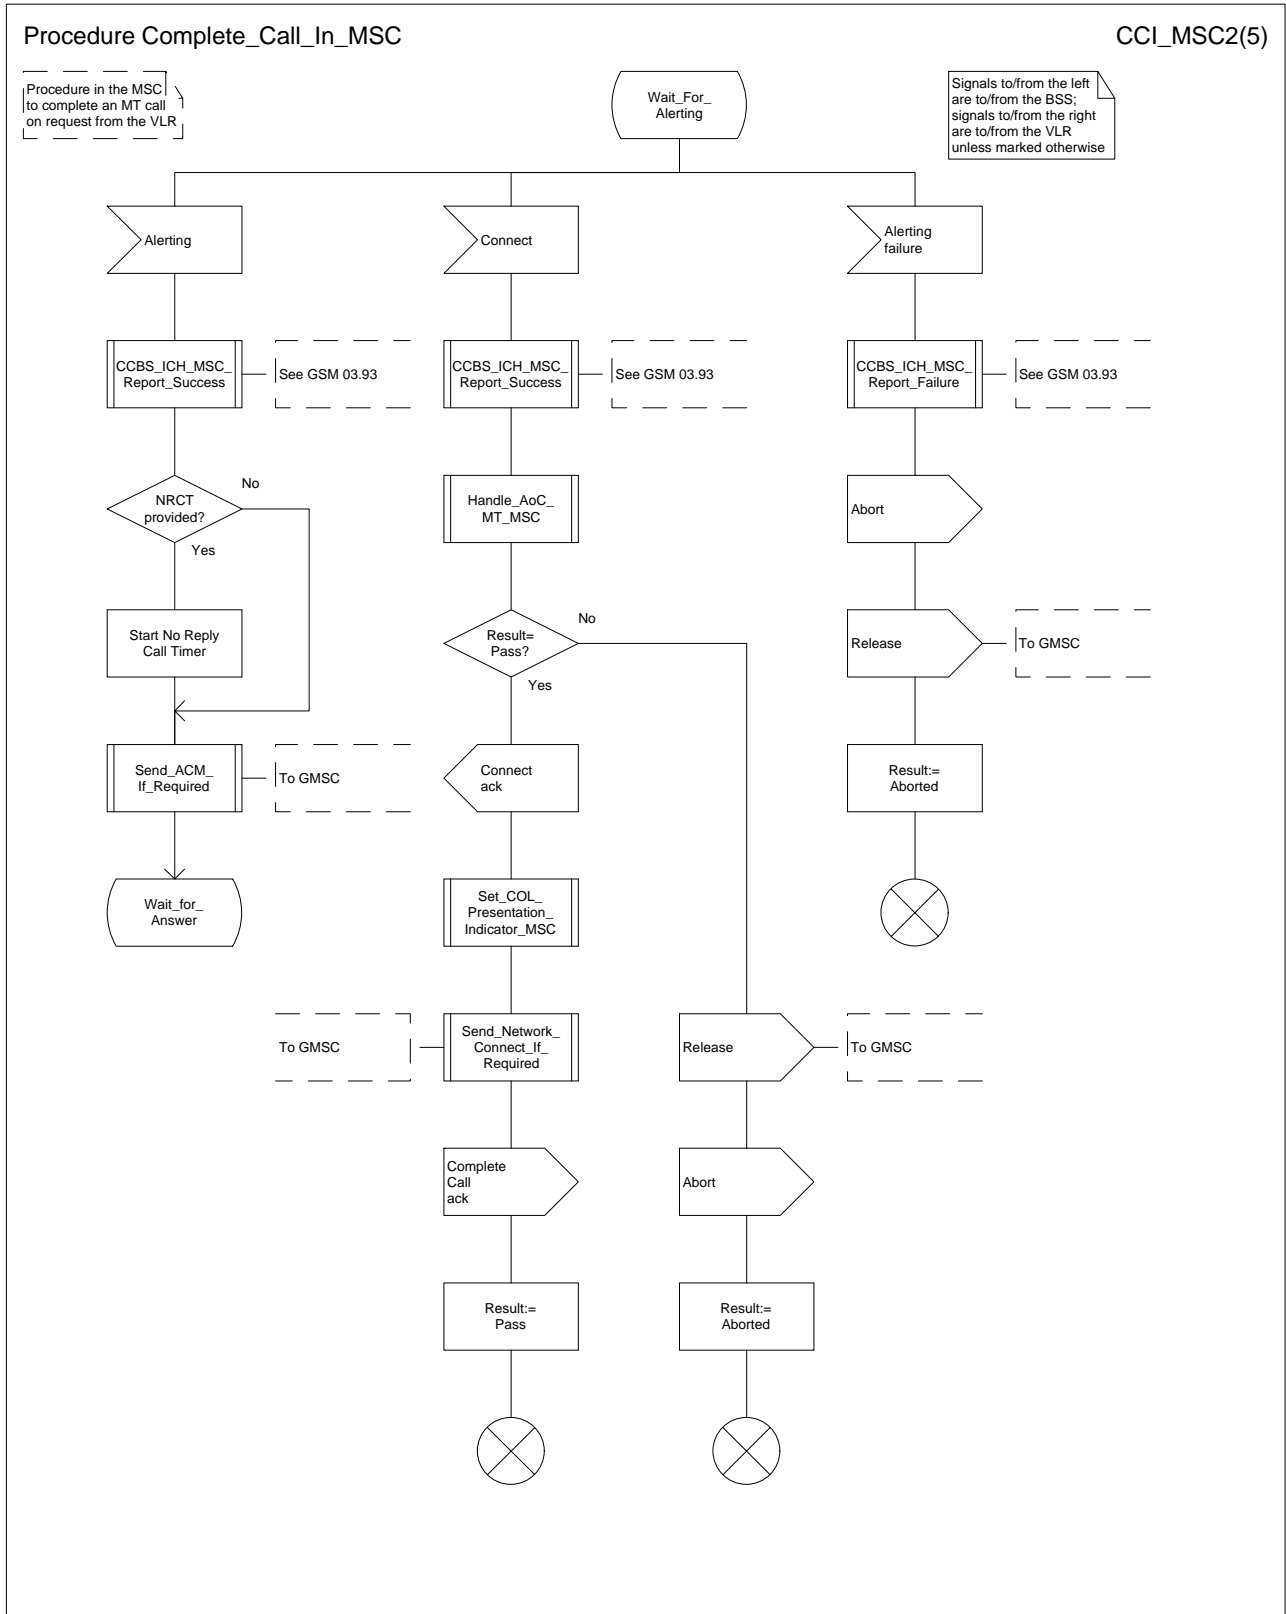 Procedure Complete_Call_In_MSC
CCI_MSC2(5)
Procedure in the MSC
to complete an MT call
on request from the VLR
Wait_For_
Alerting
Signals to/from the left
are to/from the BSS;
signals to/from the right
are to/from the VLR
unless marked otherwise
Alerting
Connect
Alerting
failure
CCBS_ICH_MSC_
Report_Success
See GSM 03.93
CCBS_ICH_MSC_
Report_Success
See GSM 03.93
CCBS_ICH_MSC_
Report_Failure
See GSM 03.93
NRCT
provided?
No
Yes
Handle_AoC_
MT_MSC
Abort
Start No Reply
Call Timer
Result=
Pass?
No
Yes
Release
To GMSC
Send_ACM_
If_Required
To GMSC
Connect
ack
Result:=
Aborted
Wait_for_
Answer
Set_COL_
Presentation_
Indicator_MSC
To GMSC
Send_Network_
Connect_If_
Required
Release
To GMSC
Complete
Call
ack
Abort
Result:=
Pass
Result:=
Aborted